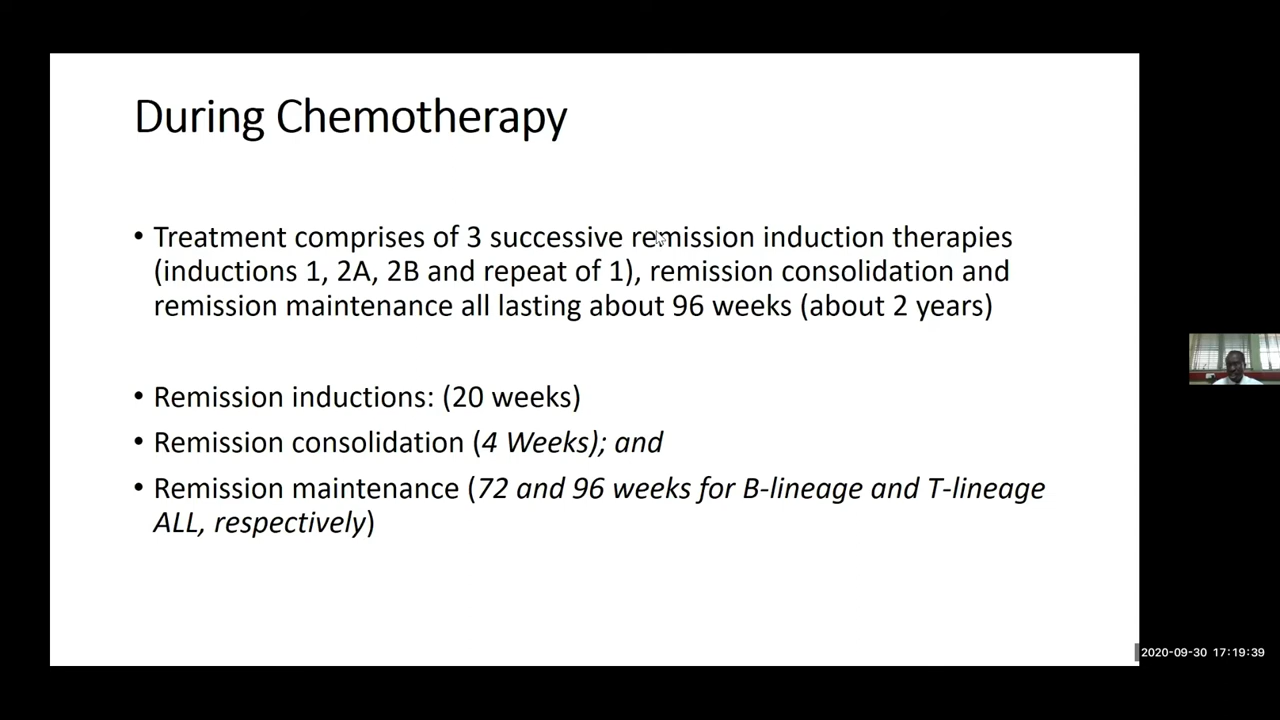 During Chemotherapy
• Treatment comprises of 3 successive remission induction therapies
(inductions 1, 2A, 2B and repeat of 1), remission consolidation and
remission maintenance all lasting about 96 weeks (about 2 years)
• Remission inductions: (20 weeks)
• Remission consolidation (4 Weeks); and
• Remission maintenance (72 and 96 weeks for B-lineage and T-lineage
ALL, respectively)
2020-09-30 17:19:39